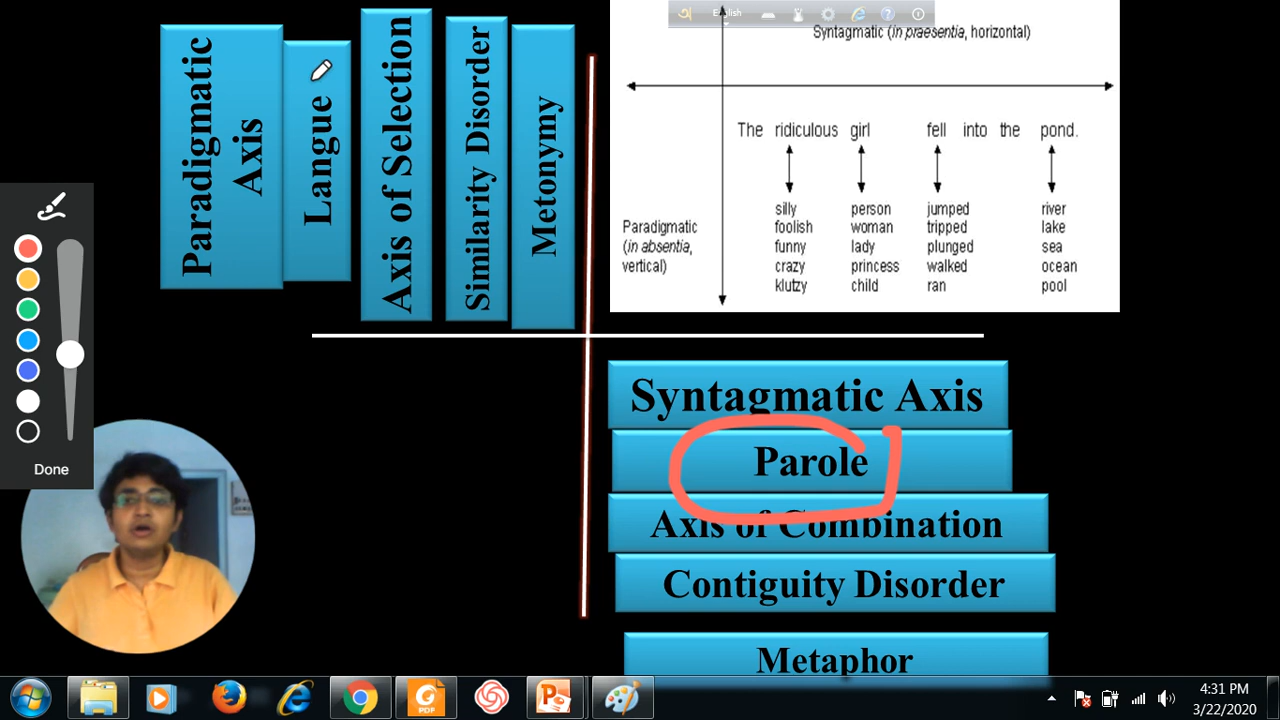 Paradigmatic
Axis
Langue
Axis of Selection
Similarity Disorder
Metonymy
English
Syntagmatic (in praesentia, horizontal)
The ridiculous girl fell into the pond.
silly person jumped river
foolish woman tripped lake
funny lady plunged sea
crazy princess walked ocean
klutzy child ran pool
Paradigmatic
(in absentia,
vertical)
Syntagmatic Axis
Parole
Axis of Combination
Contiguity Disorder
Metaphor
Done
PDF
4:31 PM
3/22/2020